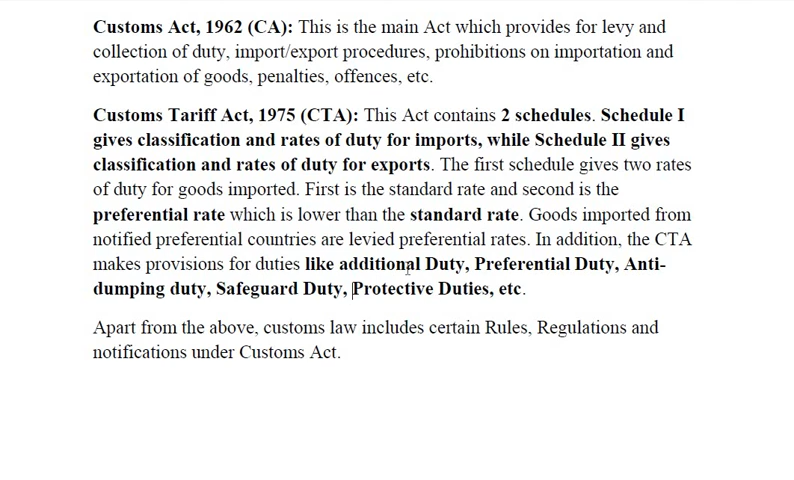 Customs Act, 1962 (CA): This is the main Act which provides for levy and
collection of duty, import/export procedures, prohibitions on importation and
exportation of goods, penalties, offences, etc.
Customs Tariff Act, 1975 (CTA): This Act contains 2 schedules. Schedule I
gives classification and rates of duty for imports, while Schedule II gives
classification and rates of duty for exports. The first schedule gives two rates
of duty for goods imported. First is the standard rate and second is the
preferential rate which is lower than the standard rate. Goods imported from
notified preferential countries are levied preferential rates. In addition, the CTA
makes provisions for duties like additional Duty, Preferential Duty, Anti-
dumping duty, Safeguard Duty, Protective Duties, etc.
Apart from the above, customs law includes certain Rules, Regulations and
notifications under Customs Act.